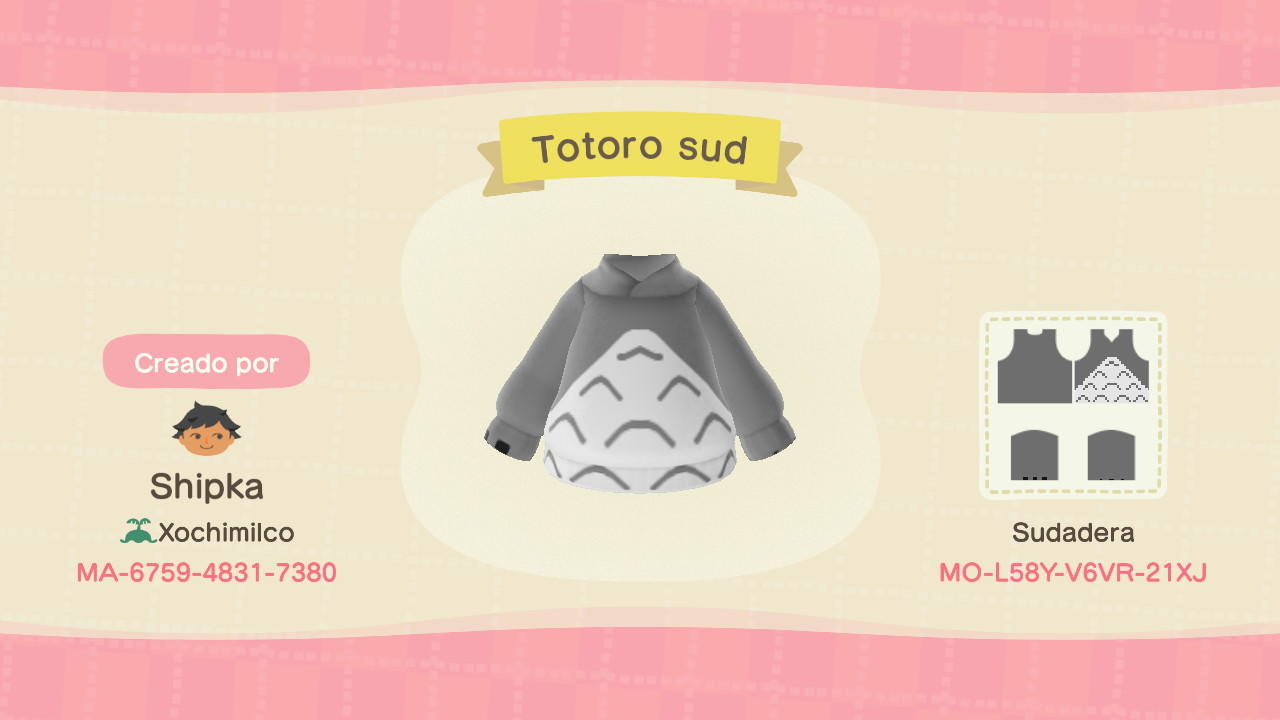 Totoro sud
Creado por
Shipka
Xochimilco
MA-6759-4831-7380
Sudadera
MO-L58Y-V6VR-21XJ